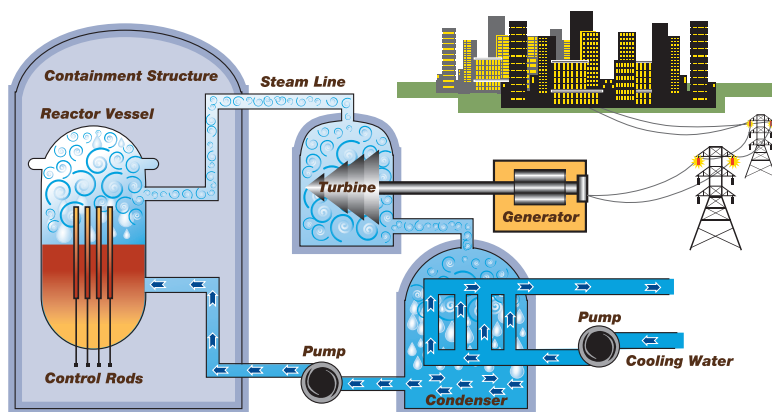 Containment Structure
Steam Line
Reactor Vessel
Turbine
Generator
Pump
Pump
Cooling Water
Control Rods
Condenser